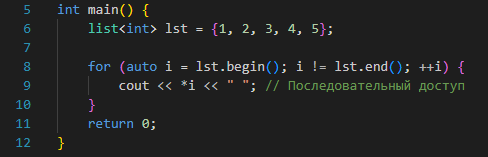 5 int main() {
6     list<int> lst = {1, 2, 3, 4, 5};
7
8     for (auto i = lst.begin(); i != lst.end(); ++i) {
9         cout << *i << " "; // Последовательный доступ
10     }
11     return 0;
12 }